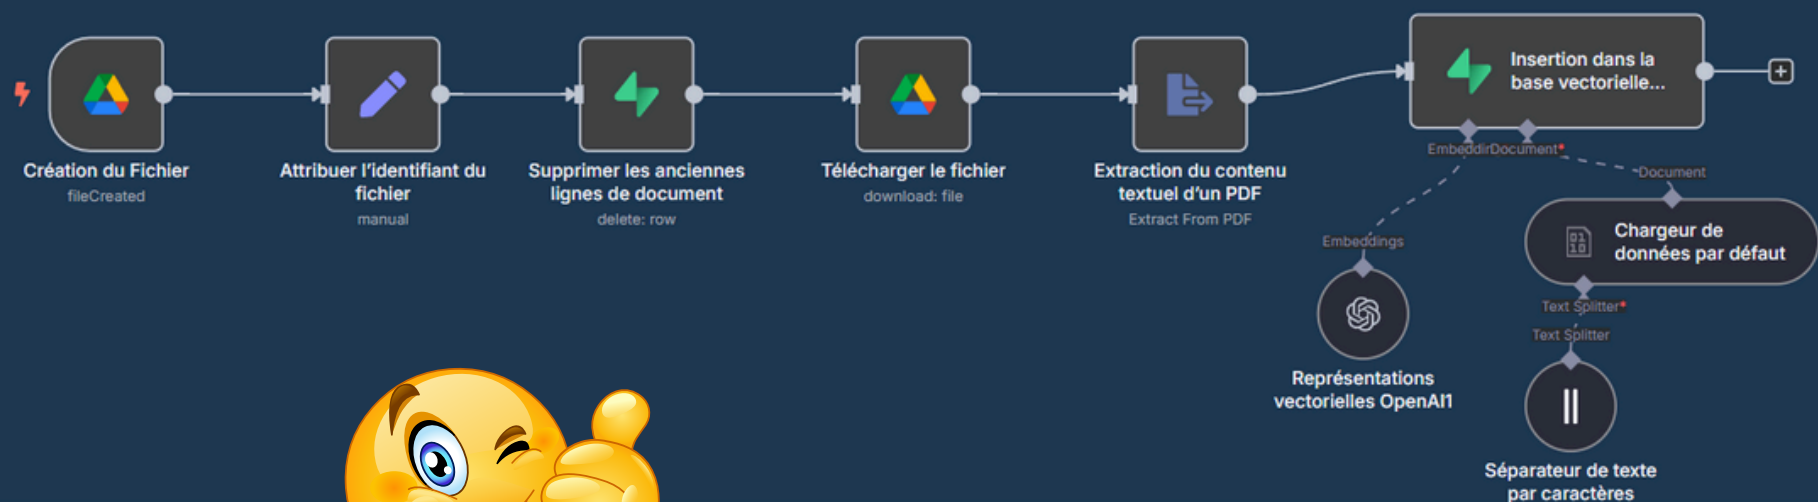 Création du Fichier
fileCreated
Attribuer l'identifiant du
fichier
manual
Supprimer les anciennes
lignes de document
delete: row
Télécharger le fichier
download: file
Extraction du contenu
textuel d'un PDF
Extract From PDF
Insertion dans la
base vectorielle...
EmbeddirDocument*
Document
Embeddings
Chargeur de
données par défaut
Text Splitter*
Text Splitter
Représentations
vectorielles OpenAI1
Séparateur de texte
par caractères